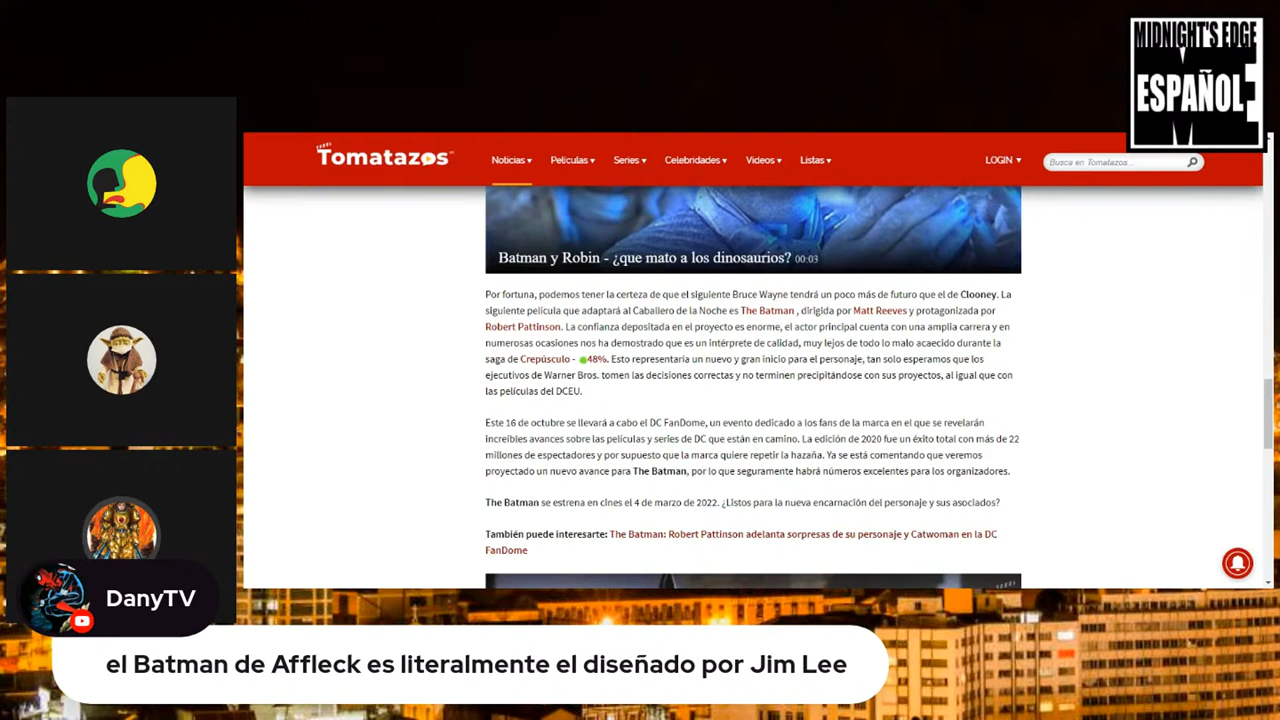 MIDNIGHT'S EDGE
ESPAÑOL
Tomatazos
Noticias
Películas
Series
Celebridades
Videos
Listas
LOGIN
Busca en Tomatazos...
Batman y Robin - ¿que mato a los dinosaurios? 00:03
Por fortuna, podemos tener la certeza de que el siguiente Bruce Wayne tendrá un poco más de futuro que el de Clooney. La
siguiente película que adaptará al Caballero de la Noche es The Batman , dirigida por Matt Reeves y protagonizada por
Robert Pattinson. La confianza depositada en el proyecto es enorme, el actor principal cuenta con una amplia carrera y en
numerosas ocasiones nos ha demostrado que es un intérprete de calidad, muy lejos de todo lo malo acaecido durante la
saga de Crepúsculo - 48%. Esto representaría un nuevo y gran inicio para el personaje, tan solo esperamos que los
ejecutivos de Warner Bros. tomen las decisiones correctas y no terminen precipitándose con sus proyectos, al igual que con
las películas del DCEU.
Este 16 de octubre se llevará a cabo el DC FanDome, un evento dedicado a los fans de la marca en el que se revelarán
increíbles avances sobre las películas y series de DC que están en camino. La edición de 2020 fue un éxito total con más de 22
millones de espectadores y por supuesto que la marca quiere repetir la hazaña. Ya se está comentando que veremos
proyectado un nuevo avance para The Batman, por lo que seguramente habrá números excelentes para los organizadores.
The Batman se estrena en cines el 4 de marzo de 2022. ¿Listos para la nueva encarnación del personaje y sus asociados?
También puede interesarte: The Batman: Robert Pattinson adelanta sorpresas de su personaje y Catwoman en la DC
FanDome
DanyTV
el Batman de Affleck es literalmente el diseñado por Jim Lee